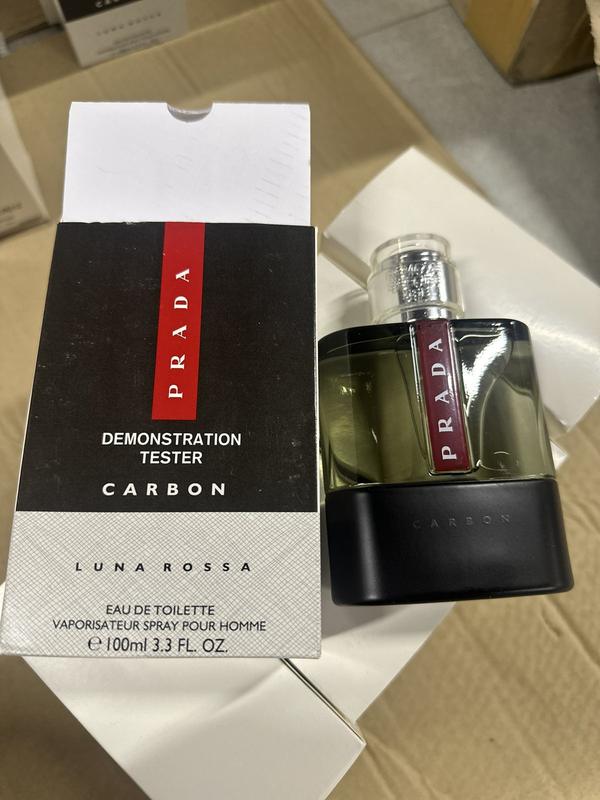 PRADA
DEMONSTRATION
TESTER
CARBON
LUNA ROSSA
EAU DE TOILETTE
VAPORISATEUR SPRAY POUR HOMME
℮ 100ml 3.3 FL. OZ.
PRADA
CARBON